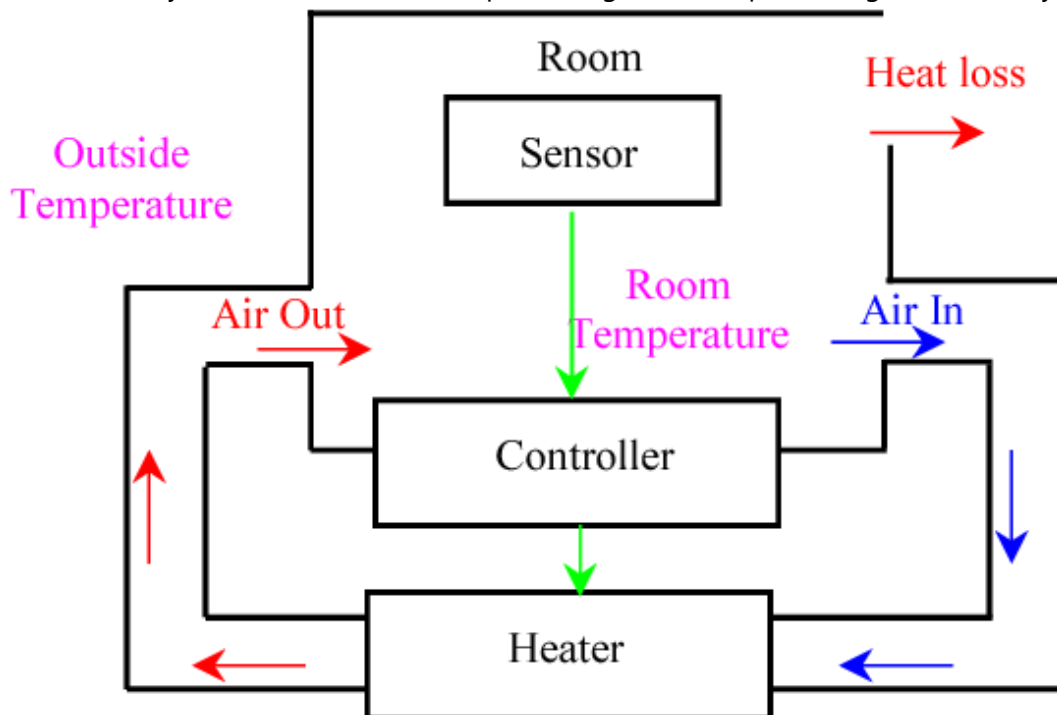 Room
Heat loss
Sensor
Outside
Temperature
Room
Temperature
Air Out
Air In
Controller
Heater